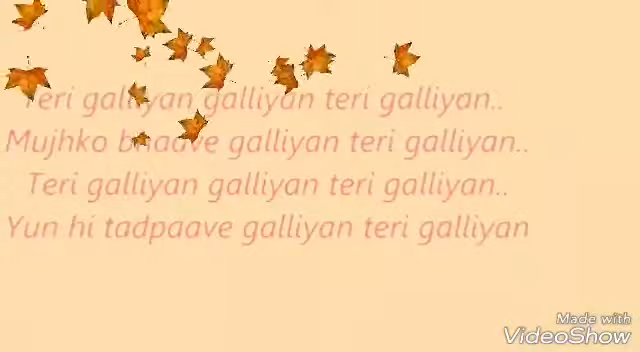 Teri galliyan galliyan teri galliyan..
Mujhko bhaave galliyan teri galliyan..
Teri galliyan galliyan teri galliyan..
Yun hi tadpaave galliyan teri galliyan
Made with
VideoShow